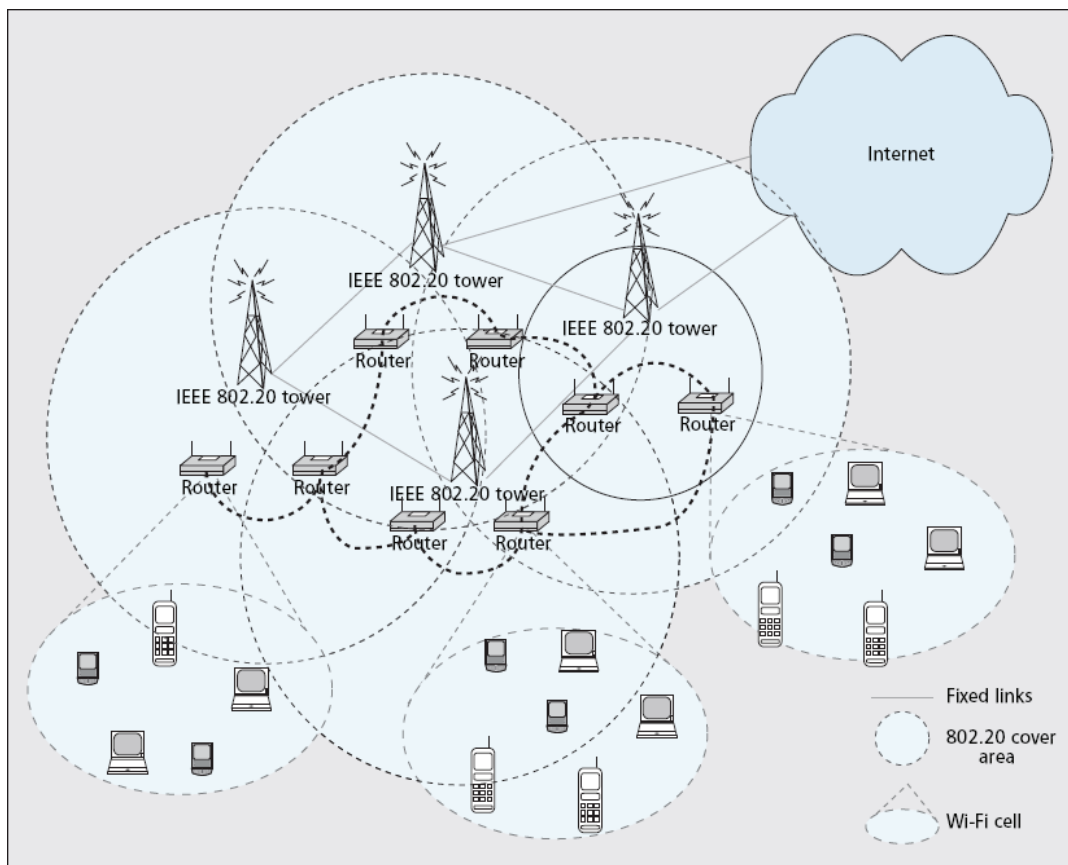 Internet
IEEE 802.20 tower
IEEE 802.20 tower
Router
Router
IEEE 802.20 tower
Router
Router
Router
Router
IEEE 802.20 tower
Router
Router
Fixed links
802.20 cover
area
Wi-Fi cell